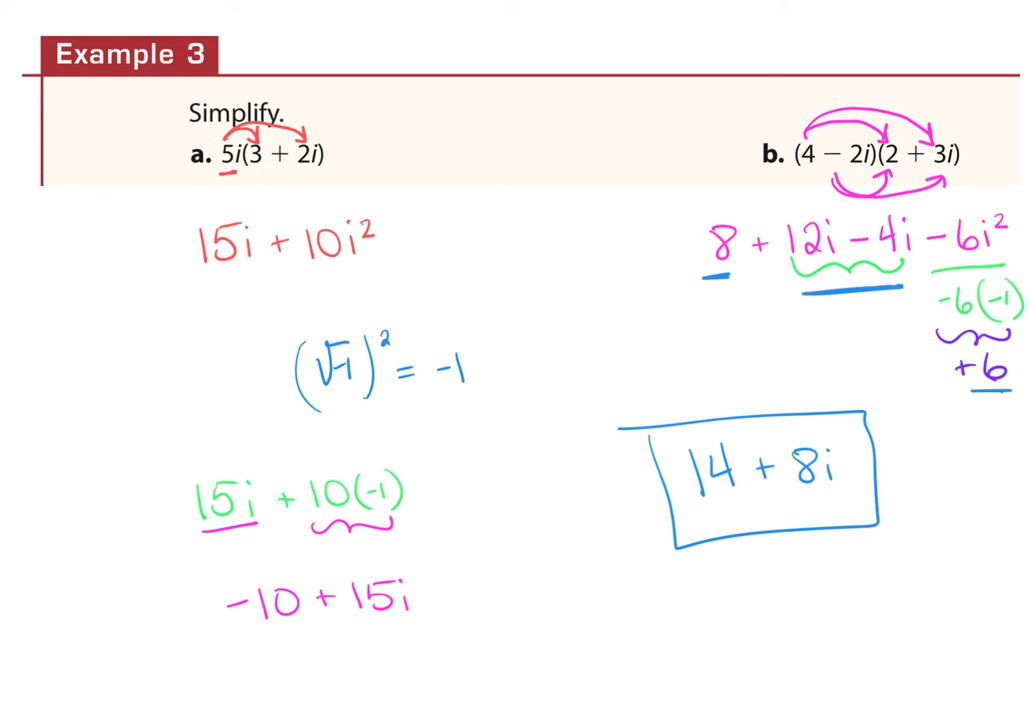 Example 3
Simplify.
a. 5i(3 + 2i)
15i + 10i²
(√-1)² = -1
15i + 10(-1)
-10 + 15i
b. (4 − 2i)(2 + 3i)
8 + 12i − 4i − 6i²
-6(-1)
+6
14 + 8i